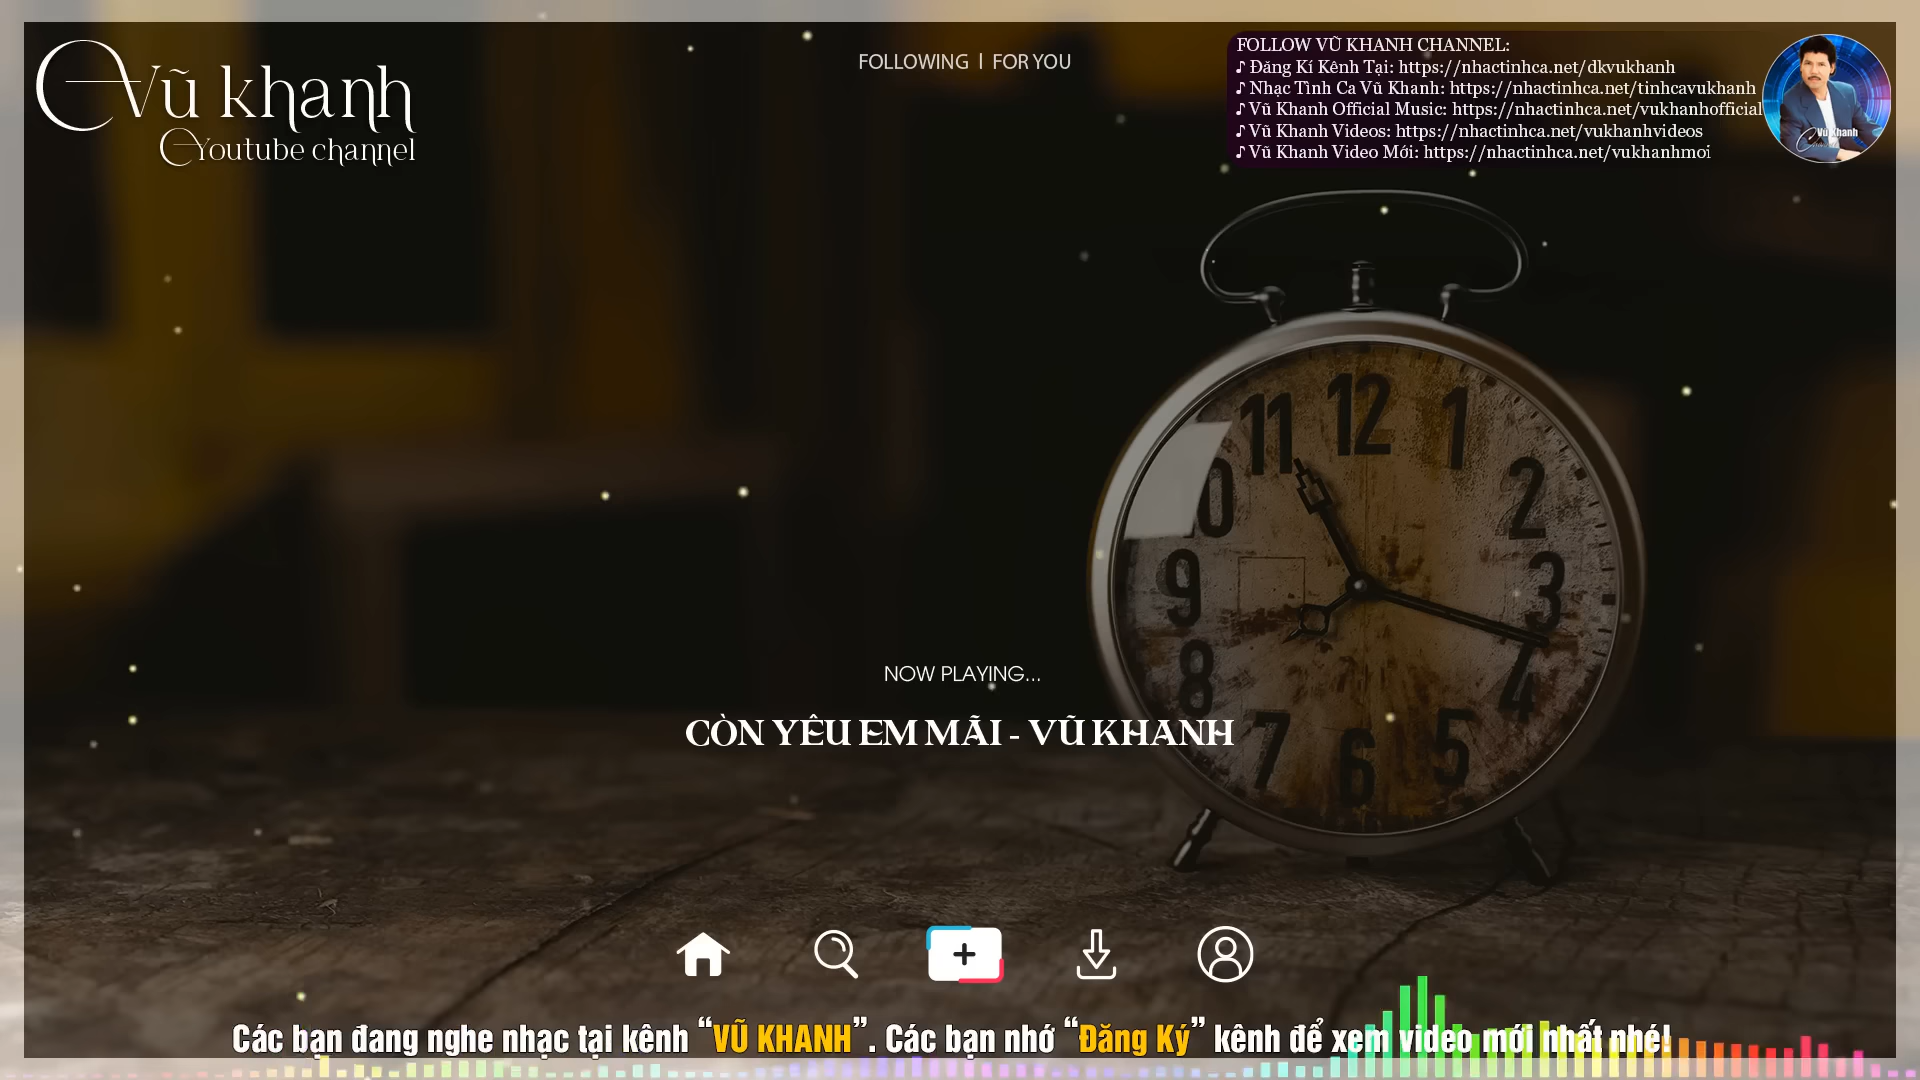 Vũ khanh
Youtube channel
FOLLOWING | FOR YOU
FOLLOW VŨ KHANH CHANNEL:
♪ Đăng Kí Kênh Tại: https://nhactinhca.net/dkvukhanh
♪ Nhạc Tình Ca Vũ Khanh: https://nhactinhca.net/tinhcavukhanh
♪ Vũ Khanh Official Music: https://nhactinhca.net/vukhanhofficial
♪ Vũ Khanh Videos: https://nhactinhca.net/vukhanhvideos
♪ Vũ Khanh Video Mới: https://nhactinhca.net/vukhanhmoi
Vũ Khanh
11 12 1
2
9 3
8 4
7 6 5
NOW PLAYING...
CÒN YÊU EM MÃI - VŨ KHANH
Các bạn đang nghe nhạc tại kênh “VŨ KHANH”. Các bạn nhớ “Đăng Ký” kênh để xem video mới nhất nhé!